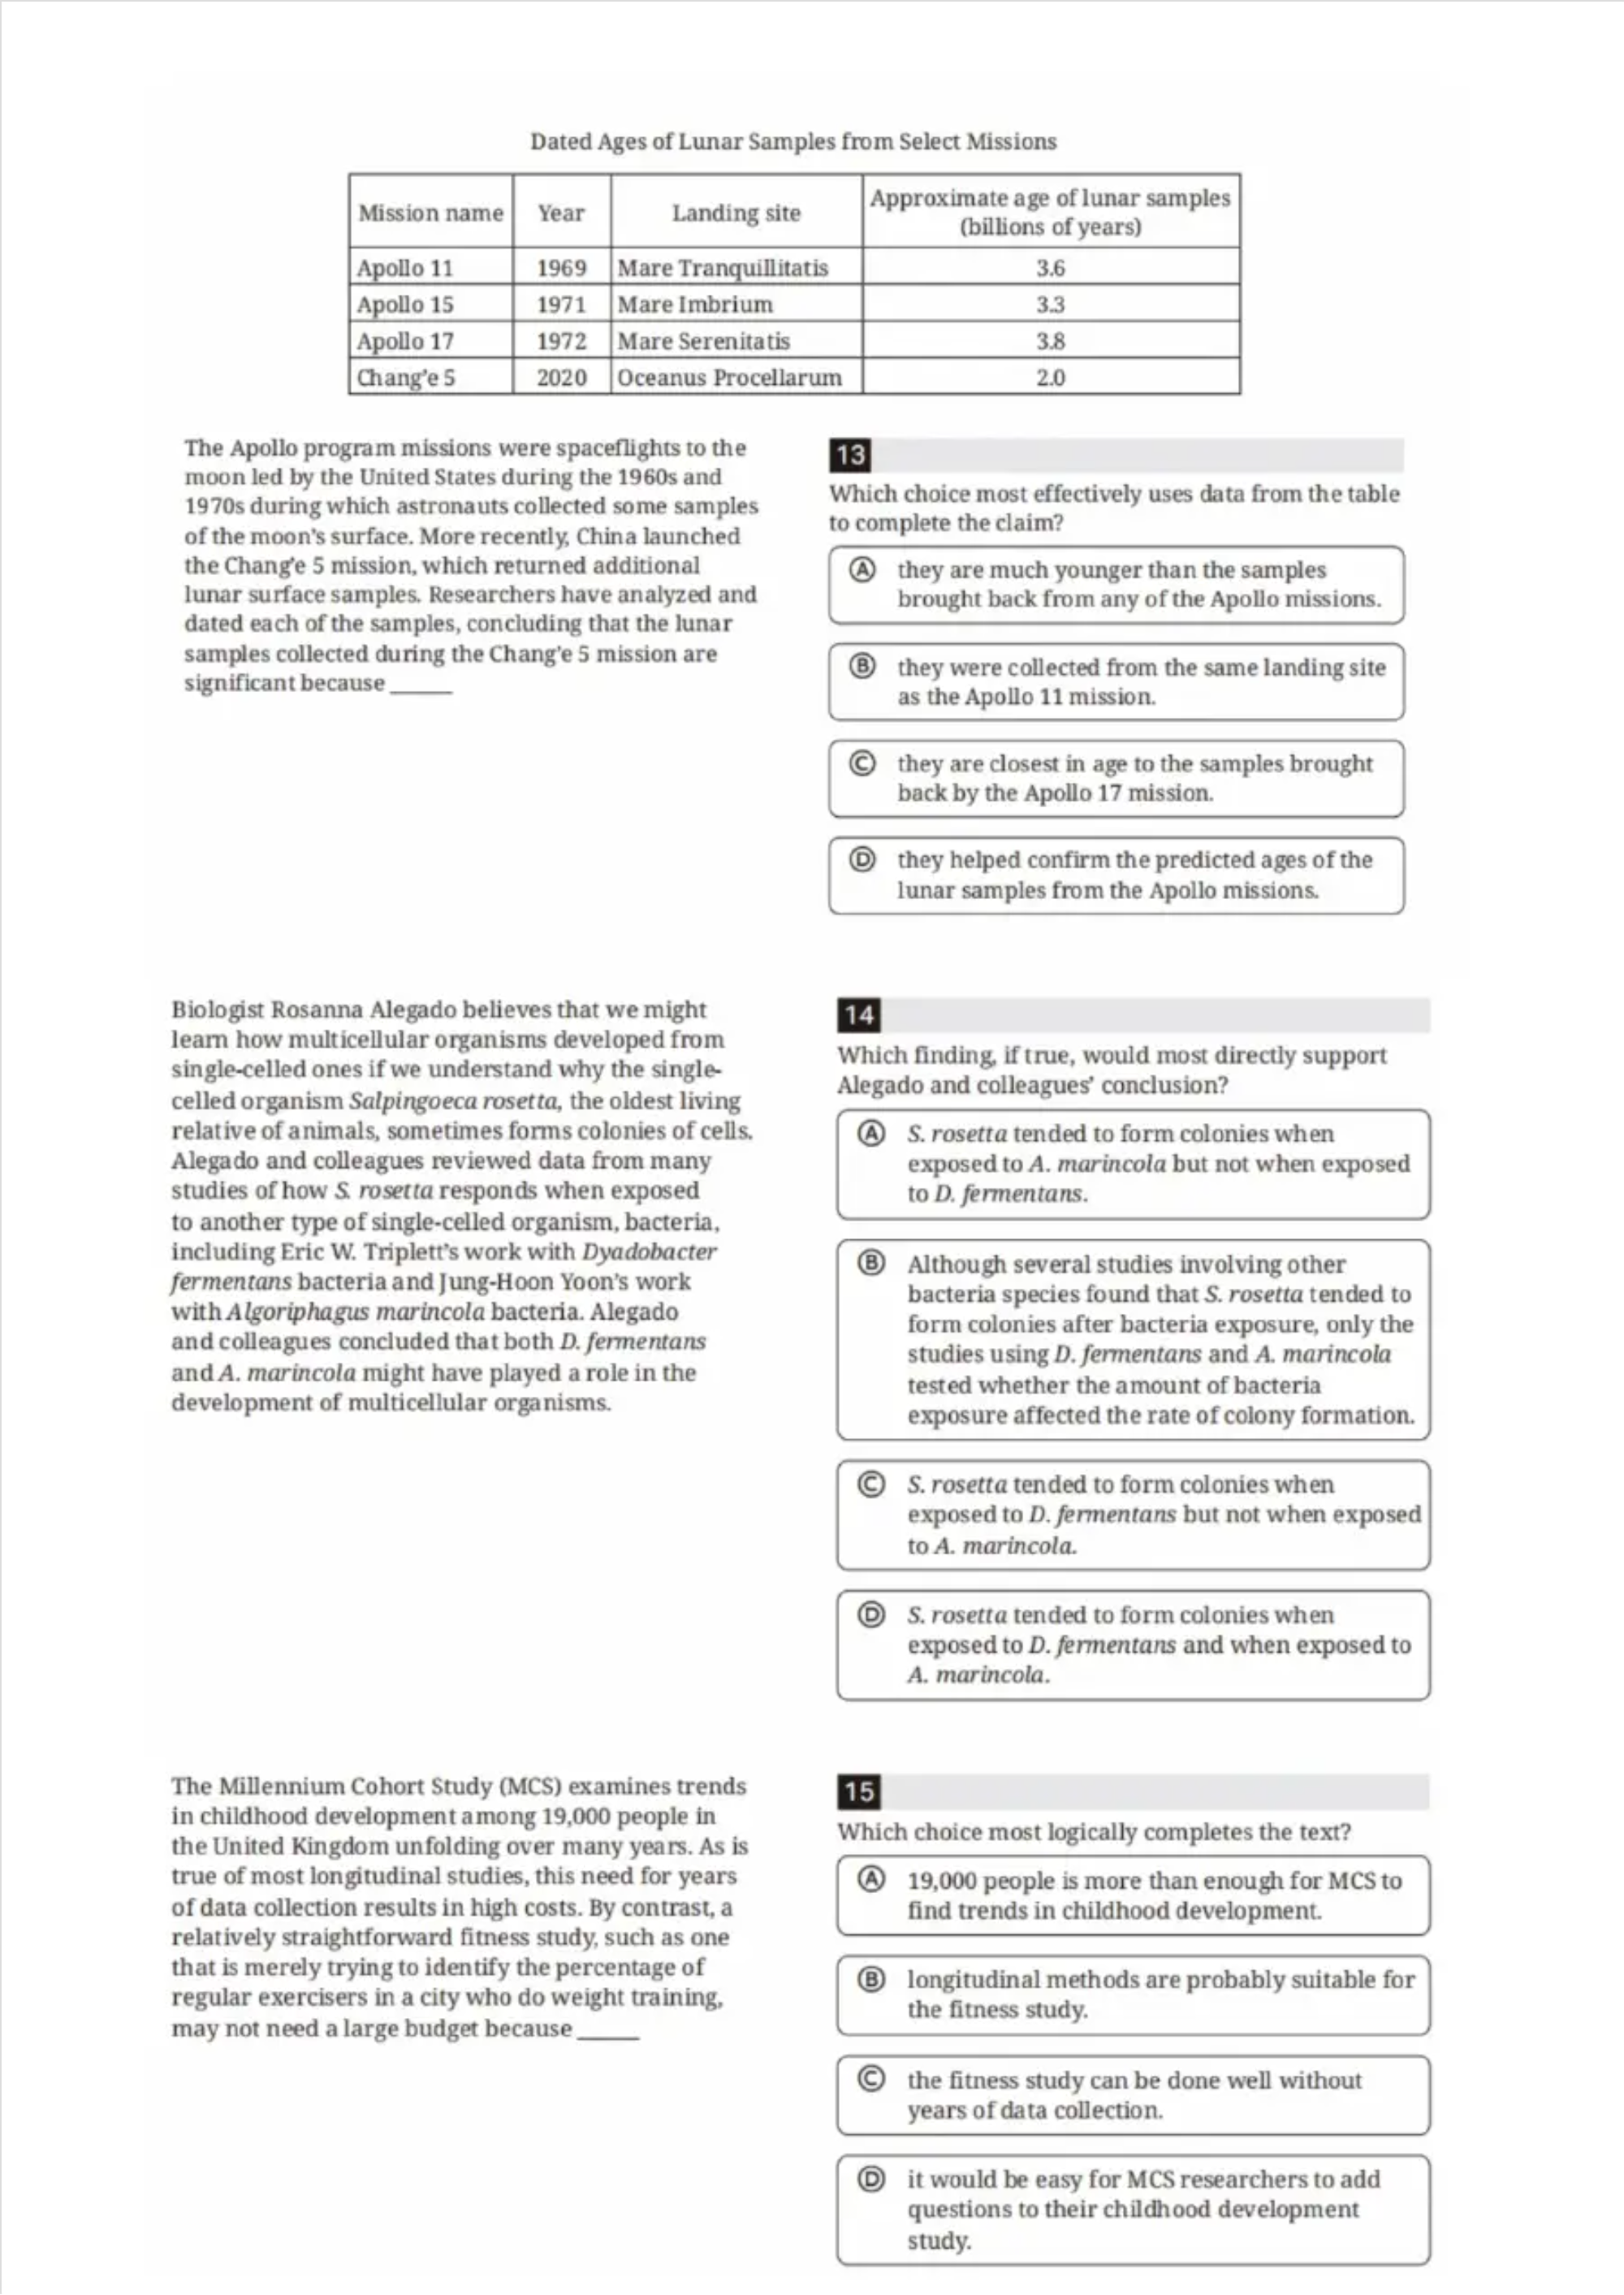 Dated Ages of Lunar Samples from Select Missions
Mission name Year Landing site Approximate age of lunar samples (billions of years)
Apollo 11 1969 Mare Tranquillitatis 3.6
Apollo 15 1971 Mare Imbrium 3.3
Apollo 17 1972 Mare Serenitatis 3.8
Chang'e 5 2020 Oceanus Procellarum 2.0
The Apollo program missions were spaceflights to the
moon led by the United States during the 1960s and
1970s during which astronauts collected some samples
of the moon's surface. More recently, China launched
the Chang'e 5 mission, which returned additional
lunar surface samples. Researchers have analyzed and
dated each of the samples, concluding that the lunar
samples collected during the Chang'e 5 mission are
significant because ______
13
Which choice most effectively uses data from the table
to complete the claim?
A they are much younger than the samples
brought back from any of the Apollo missions.
B they were collected from the same landing site
as the Apollo 11 mission.
C they are closest in age to the samples brought
back by the Apollo 17 mission.
D they helped confirm the predicted ages of the
lunar samples from the Apollo missions.
Biologist Rosanna Alegado believes that we might
learn how multicellular organisms developed from
single-celled ones if we understand why the single-
celled organism Salpingoeca rosetta, the oldest living
relative of animals, sometimes forms colonies of cells.
Alegado and colleagues reviewed data from many
studies of how S. rosetta responds when exposed
to another type of single-celled organism, bacteria,
including Eric W. Triplett's work with Dyadobacter
fermentans bacteria and Jung-Hoon Yoon's work
with Algoriphagus marincola bacteria. Alegado
and colleagues concluded that both D. fermentans
and A. marincola might have played a role in the
development of multicellular organisms.
14
Which finding, if true, would most directly support
Alegado and colleagues' conclusion?
A S. rosetta tended to form colonies when
exposed to A. marincola but not when exposed
to D. fermentans.
B Although several studies involving other
bacteria species found that S. rosetta tended to
form colonies after bacteria exposure, only the
studies using D. fermentans and A. marincola
tested whether the amount of bacteria
exposure affected the rate of colony formation.
C S. rosetta tended to form colonies when
exposed to D. fermentans but not when exposed
to A. marincola.
D S. rosetta tended to form colonies when
exposed to D. fermentans and when exposed to
A. marincola.
The Millennium Cohort Study (MCS) examines trends
in childhood development among 19,000 people in
the United Kingdom unfolding over many years. As is
true of most longitudinal studies, this need for years
of data collection results in high costs. By contrast, a
relatively straightforward fitness study, such as one
that is merely trying to identify the percentage of
regular exercisers in a city who do weight training,
may not need a large budget because ______
15
Which choice most logically completes the text?
A 19,000 people is more than enough for MCS to
find trends in childhood development.
B longitudinal methods are probably suitable for
the fitness study.
C the fitness study can be done well without
years of data collection.
D it would be easy for MCS researchers to add
questions to their childhood development
study.